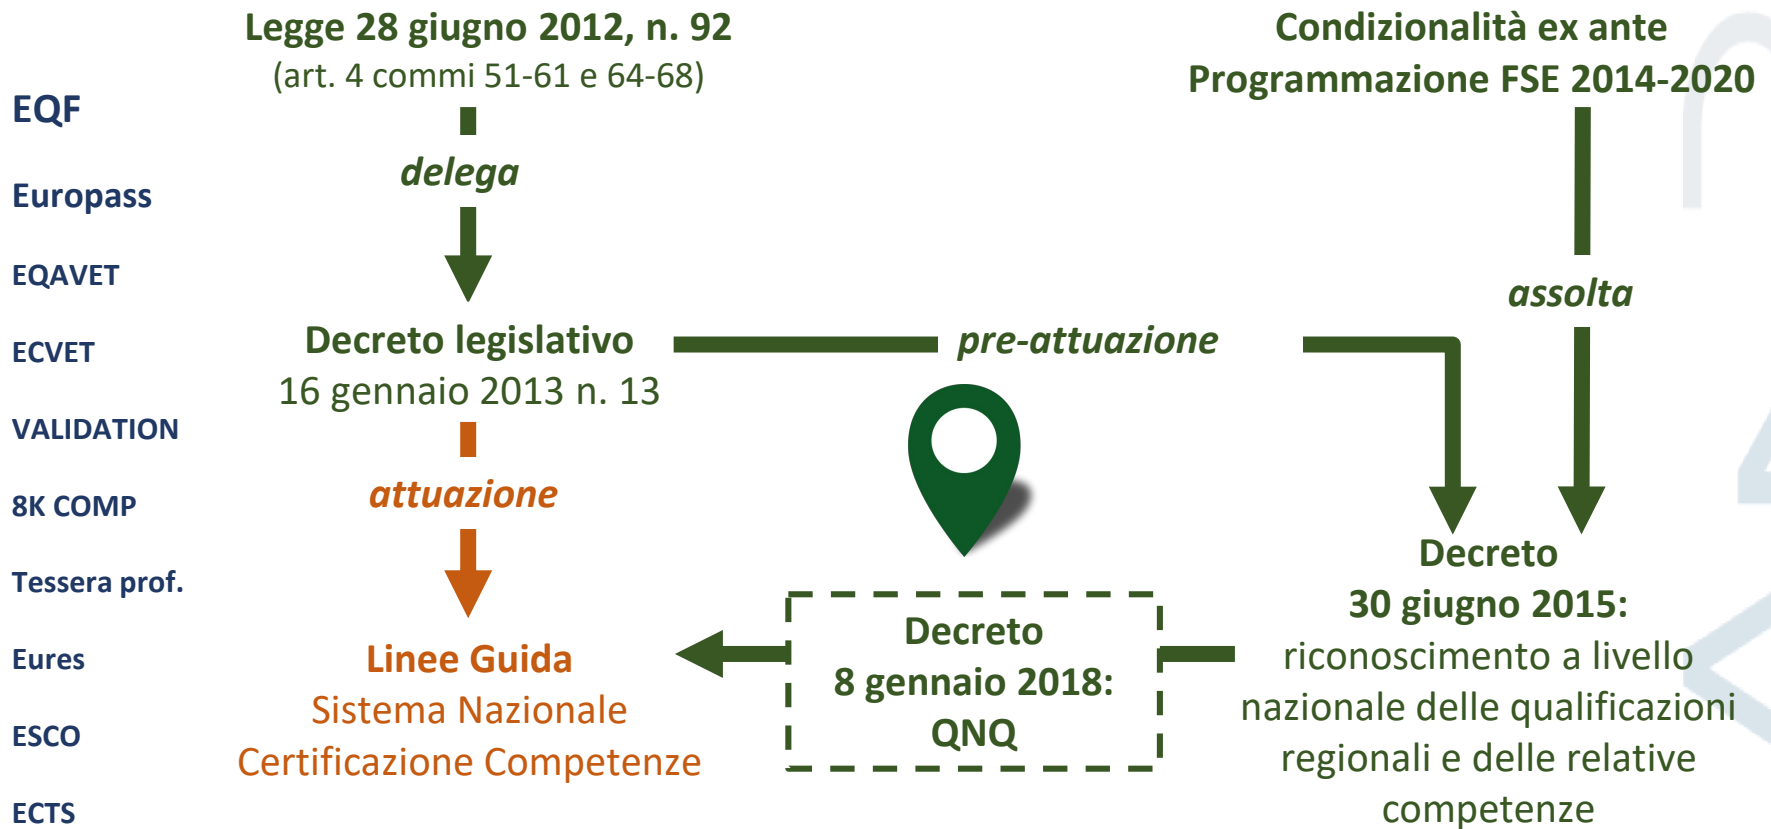 Legge 28 giugno 2012, n. 92
(art. 4 commi 51-61 e 64-68)
Condizionalità ex ante
Programmazione FSE 2014-2020
EQF
Europass
EQAVET
ECVET
VALIDATION
8K COMP
Tessera prof.
Eures
ESCO
ECTS
delega
assolta
Decreto legislativo
16 gennaio 2013 n. 13
pre-attuazione
attuazione
Linee Guida
Sistema Nazionale
Certificazione Competenze
Decreto
8 gennaio 2018:
QNQ
Decreto
30 giugno 2015:
riconoscimento a livello
nazionale delle qualificazioni
regionali e delle relative
competenze